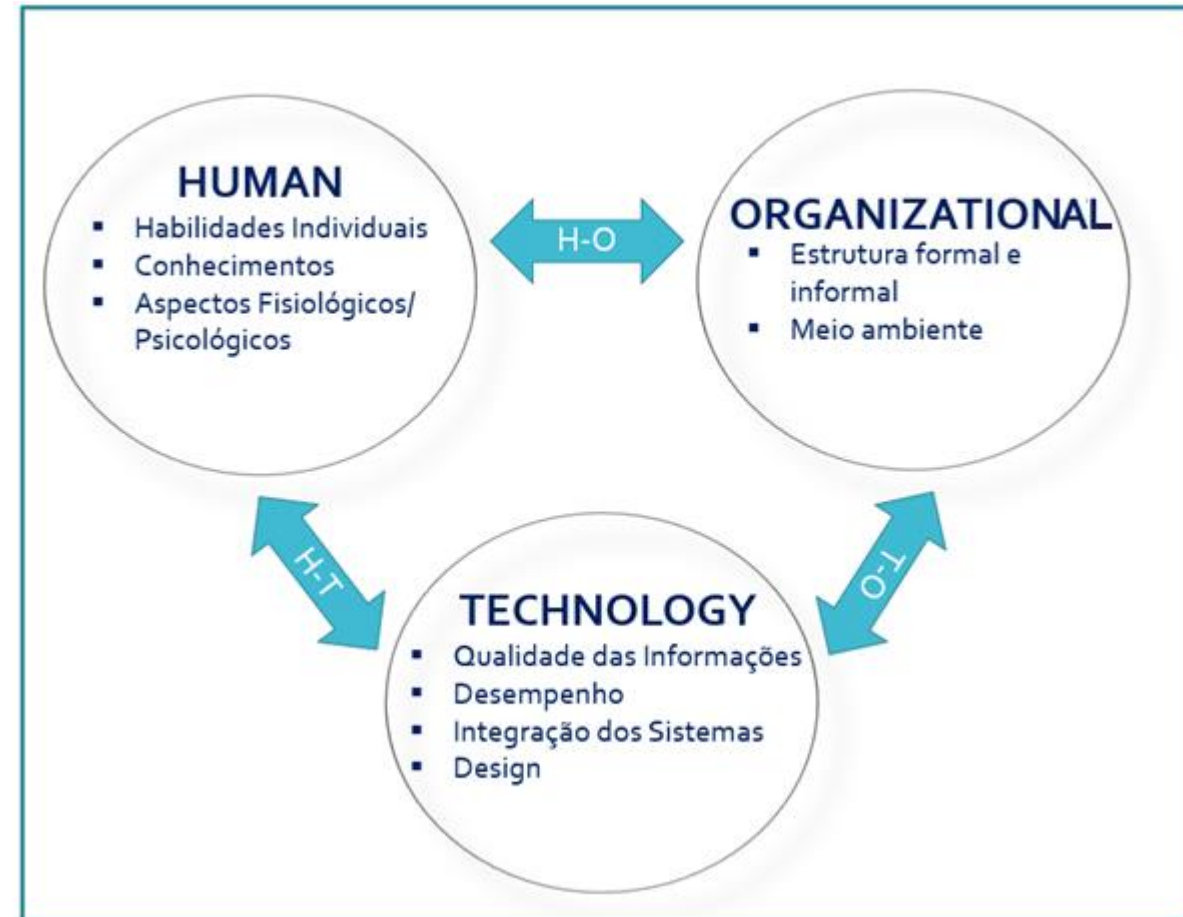 HUMAN
▪ Habilidades Individuais
▪ Conhecimentos
▪ Aspectos Fisiológicos/
Psicológicos
H-O
ORGANIZATIONAL
▪ Estrutura formal e
informal
▪ Meio ambiente
H-T
T-O
TECHNOLOGY
▪ Qualidade das Informações
▪ Desempenho
▪ Integração dos Sistemas
▪ Design